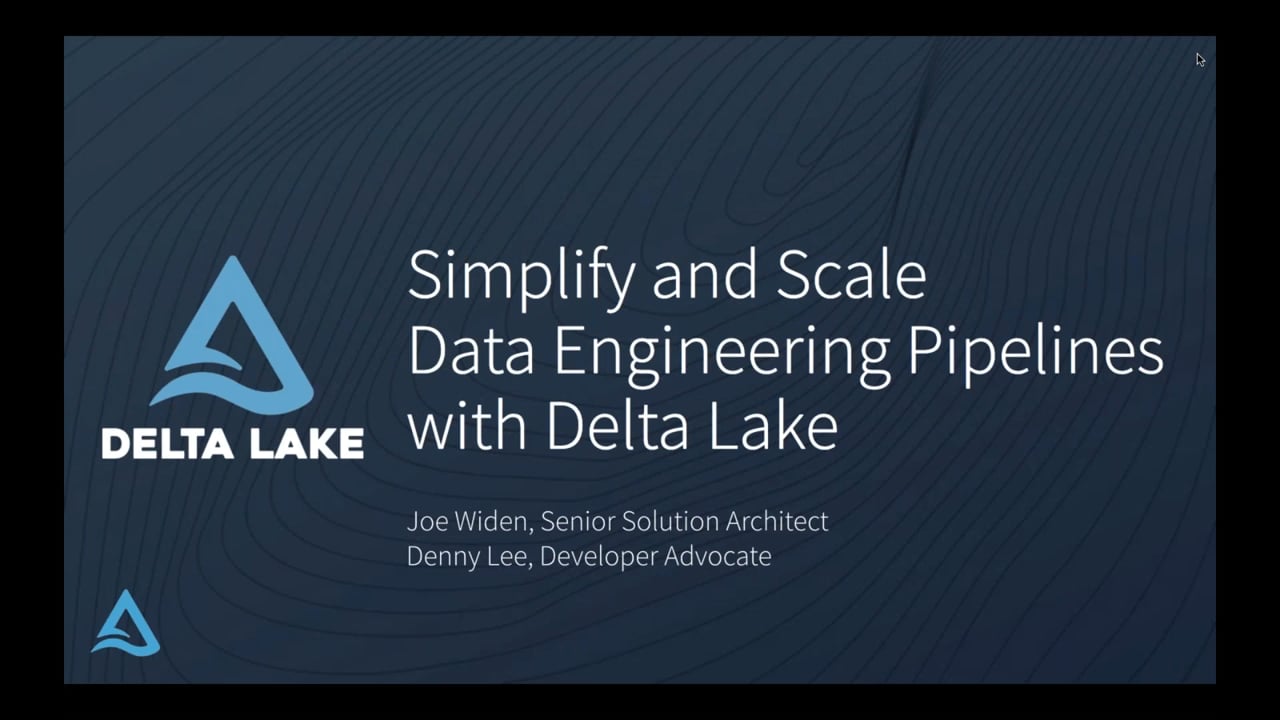 DELTA LAKE
Simplify and Scale
Data Engineering Pipelines
with Delta Lake
Joe Widen, Senior Solution Architect
Denny Lee, Developer Advocate